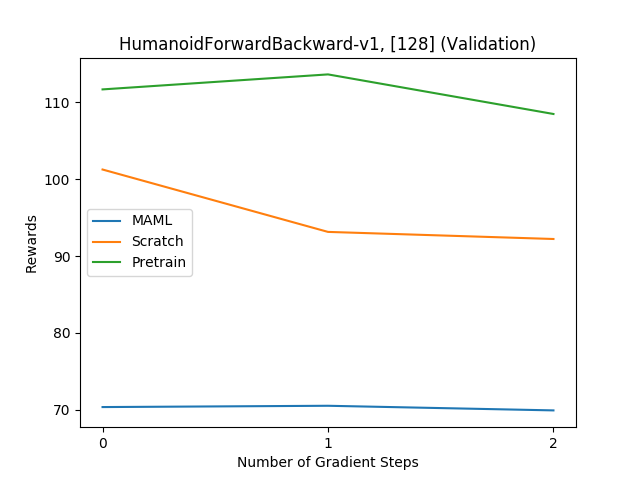 HumanoidForwardBackward-v1, [128] (Validation)
110
100
90
80
70
Rewards
MAML
Scratch
Pretrain
0 1 2
Number of Gradient Steps